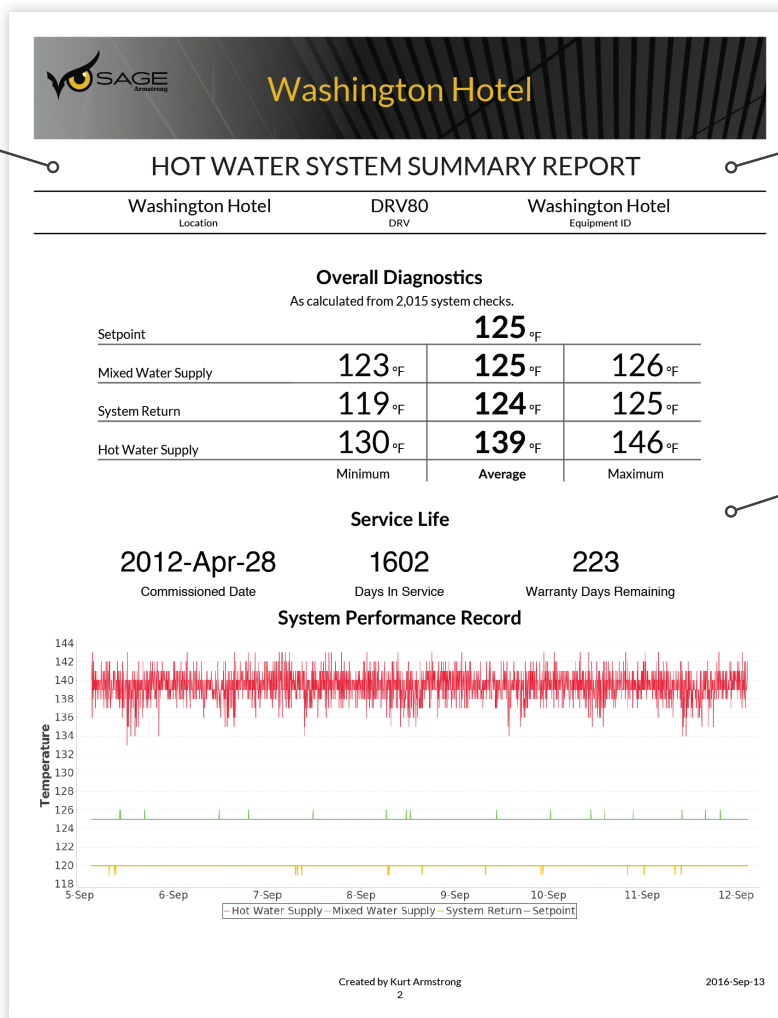 SAGE
Armstrong
Washington Hotel
HOT WATER SYSTEM SUMMARY REPORT
Washington Hotel DRV80 Washington Hotel
Location DRV Equipment ID
Overall Diagnostics
As calculated from 2,015 system checks.
Setpoint 125 °F
Mixed Water Supply 123 °F 125 °F 126 °F
System Return 119 °F 124 °F 125 °F
Hot Water Supply 130 °F 139 °F 146 °F
Minimum Average Maximum
Service Life
2012-Apr-28 1602 223
Commissioned Date Days In Service Warranty Days Remaining
System Performance Record
144
142
140
138
136
134
132
130
128
126
124
122
120
118
Temperature
5-Sep 6-Sep 7-Sep 8-Sep 9-Sep 10-Sep 11-Sep 12-Sep
Hot Water Supply Mixed Water Supply System Return Setpoint
Created by Kurt Armstrong 2016-Sep-13
2